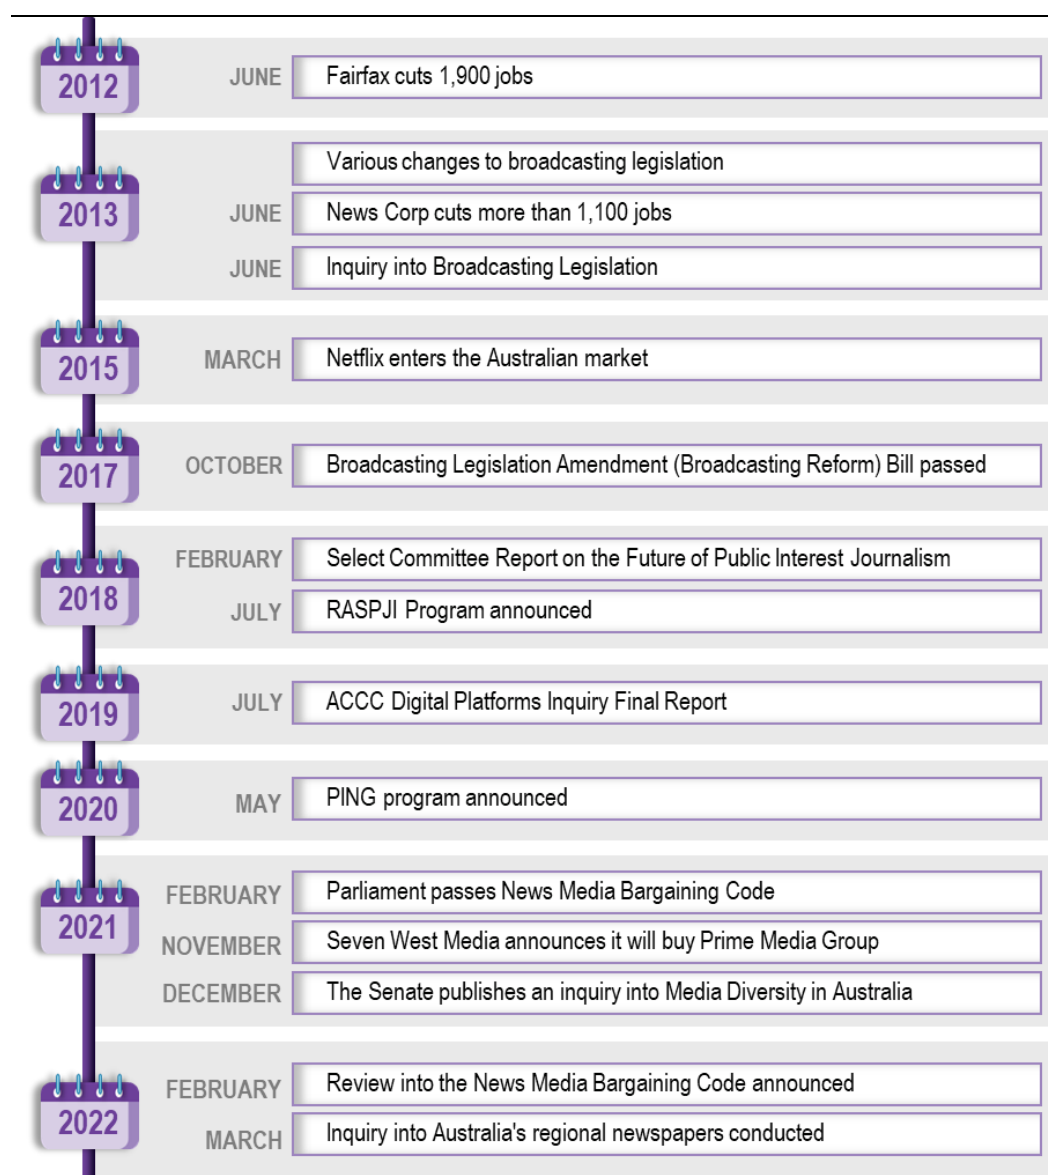 2012
JUNE Fairfax cuts 1,900 jobs
Various changes to broadcasting legislation
2013
JUNE News Corp cuts more than 1,100 jobs
JUNE Inquiry into Broadcasting Legislation
2015
MARCH Netflix enters the Australian market
2017
OCTOBER Broadcasting Legislation Amendment (Broadcasting Reform) Bill passed
2018
FEBRUARY Select Committee Report on the Future of Public Interest Journalism
JULY RASPJI Program announced
2019
JULY ACCC Digital Platforms Inquiry Final Report
2020
MAY PING program announced
2021
FEBRUARY Parliament passes News Media Bargaining Code
NOVEMBER Seven West Media announces it will buy Prime Media Group
DECEMBER The Senate publishes an inquiry into Media Diversity in Australia
2022
FEBRUARY Review into the News Media Bargaining Code announced
MARCH Inquiry into Australia's regional newspapers conducted